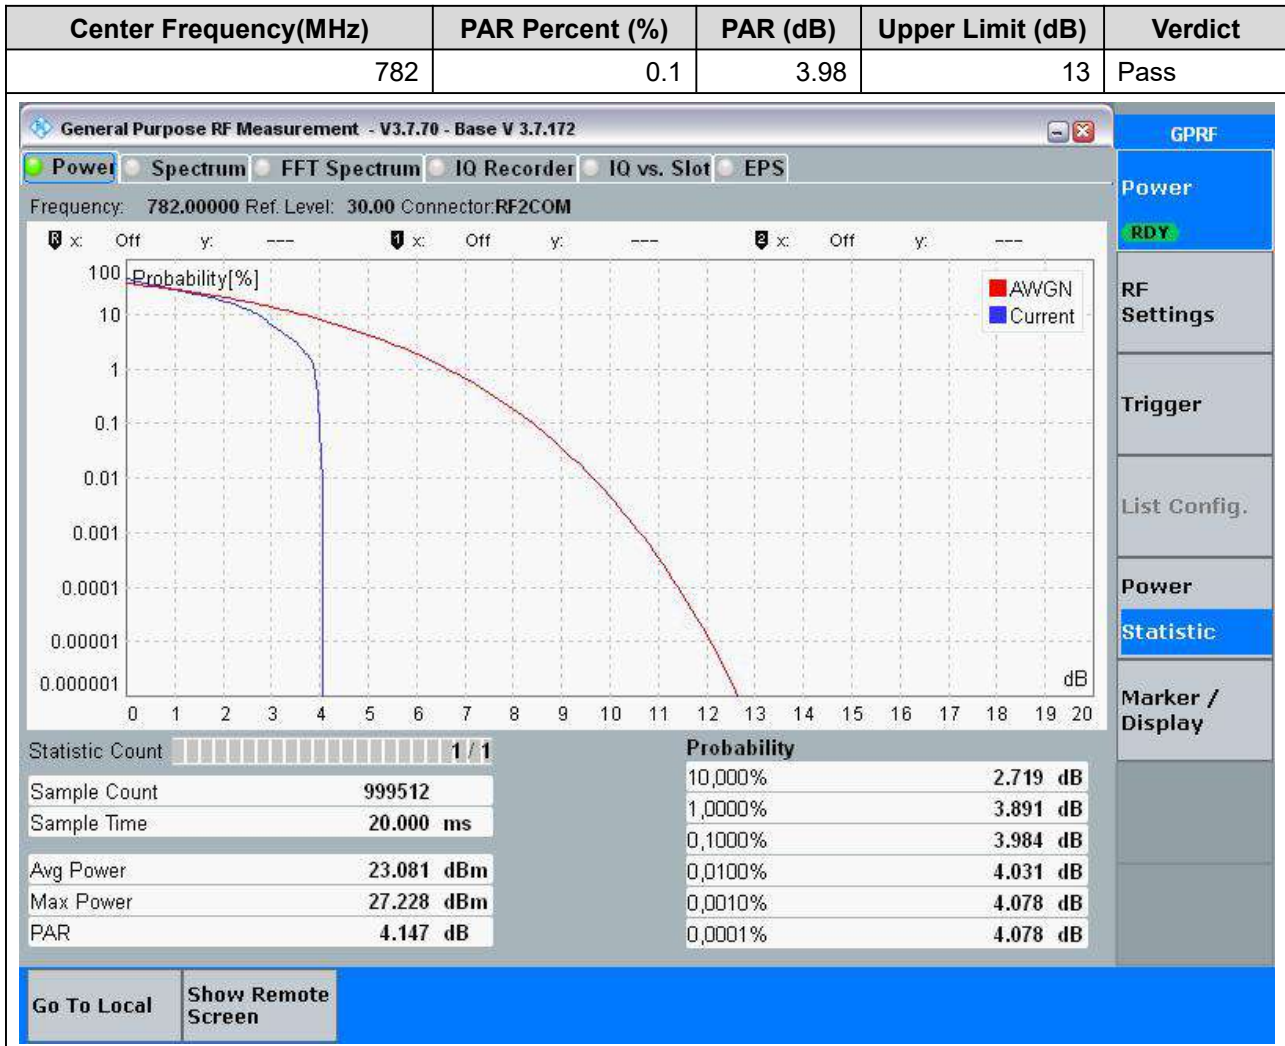 Center Frequency(MHz) PAR Percent (%) PAR (dB) Upper Limit (dB) Verdict
782 0.1 3.98 13 Pass
General Purpose RF Measurement - V3.7.70 - Base V 3.7.172
GPRF
Power Spectrum FFT Spectrum IQ Recorder IQ vs. Slot EPS
Frequency: 782.00000 Ref. Level: 30.00 Connector:RF2COM
R x: Off y: --- 1 x: Off y: --- 2 x: Off y: ---
Probability[%]
AWGN
Current
100
10
1
0.1
0.01
0.001
0.0001
0.00001
0.000001
dB
0 1 2 3 4 5 6 7 8 9 10 11 12 13 14 15 16 17 18 19 20
Statistic Count 1 / 1
Sample Count 999512
Sample Time 20.000 ms
Avg Power 23.081 dBm
Max Power 27.228 dBm
PAR 4.147 dB
Probability
10,000% 2.719 dB
1,0000% 3.891 dB
0,1000% 3.984 dB
0,0100% 4.031 dB
0,0010% 4.078 dB
0,0001% 4.078 dB
Power
RDY
RF
Settings
Trigger
List Config.
Power
Statistic
Marker /
Display
Go To Local
Show Remote
Screen